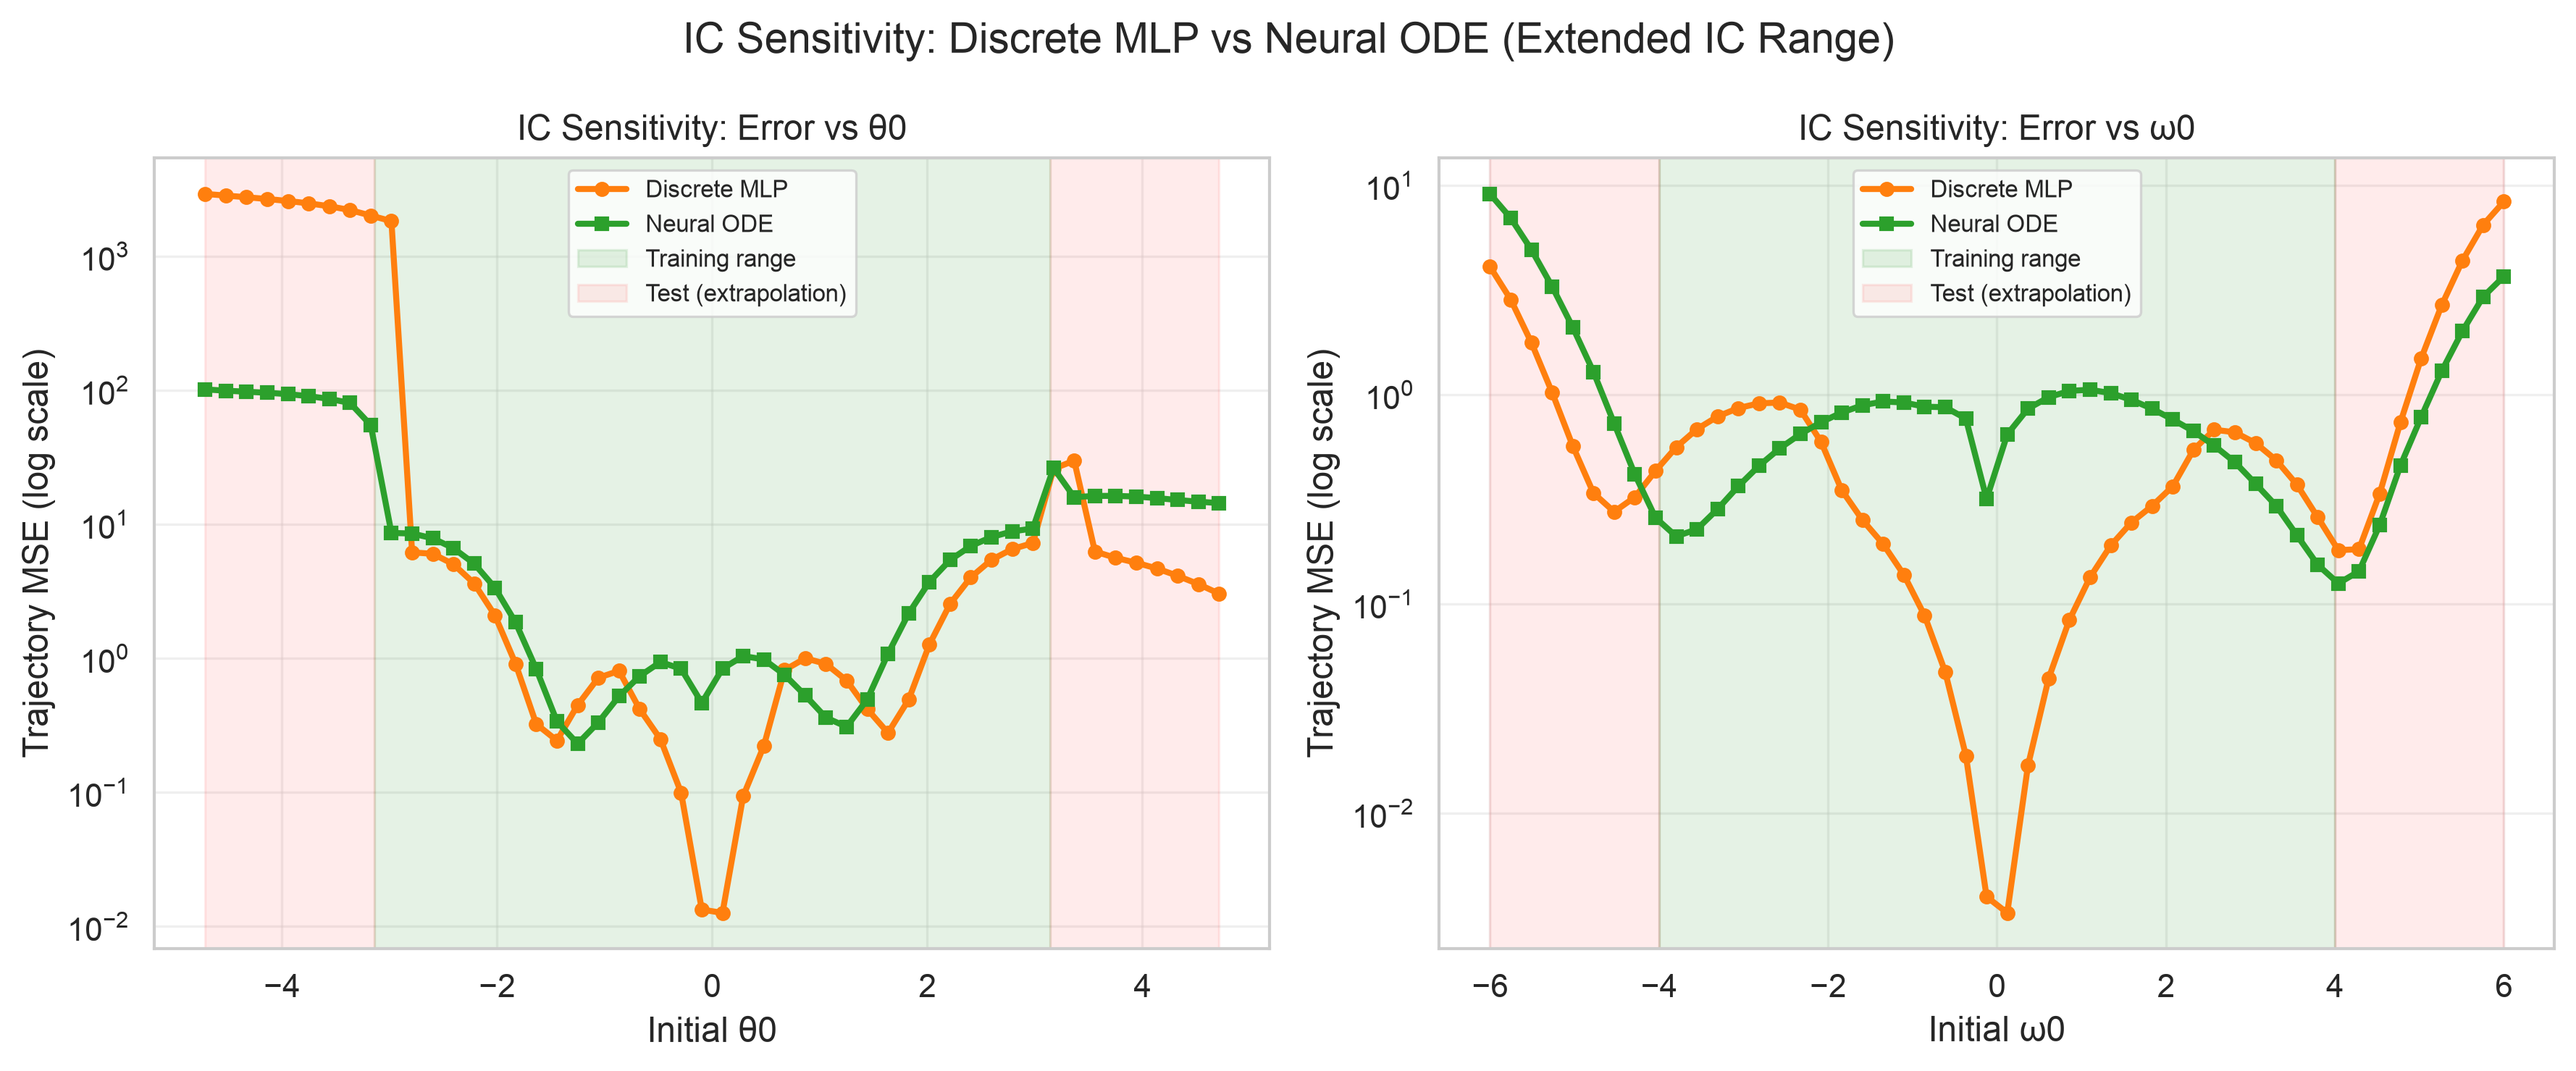 IC Sensitivity: Discrete MLP vs Neural ODE (Extended IC Range)
IC Sensitivity: Error vs θ0
Trajectory MSE (log scale)
10³
10²
10¹
10⁰
10⁻¹
10⁻²
Discrete MLP
Neural ODE
Training range
Test (extrapolation)
−4 −2 0 2 4
Initial θ0
IC Sensitivity: Error vs ω0
Trajectory MSE (log scale)
10¹
10⁰
10⁻¹
10⁻²
Discrete MLP
Neural ODE
Training range
Test (extrapolation)
−6 −4 −2 0 2 4 6
Initial ω0